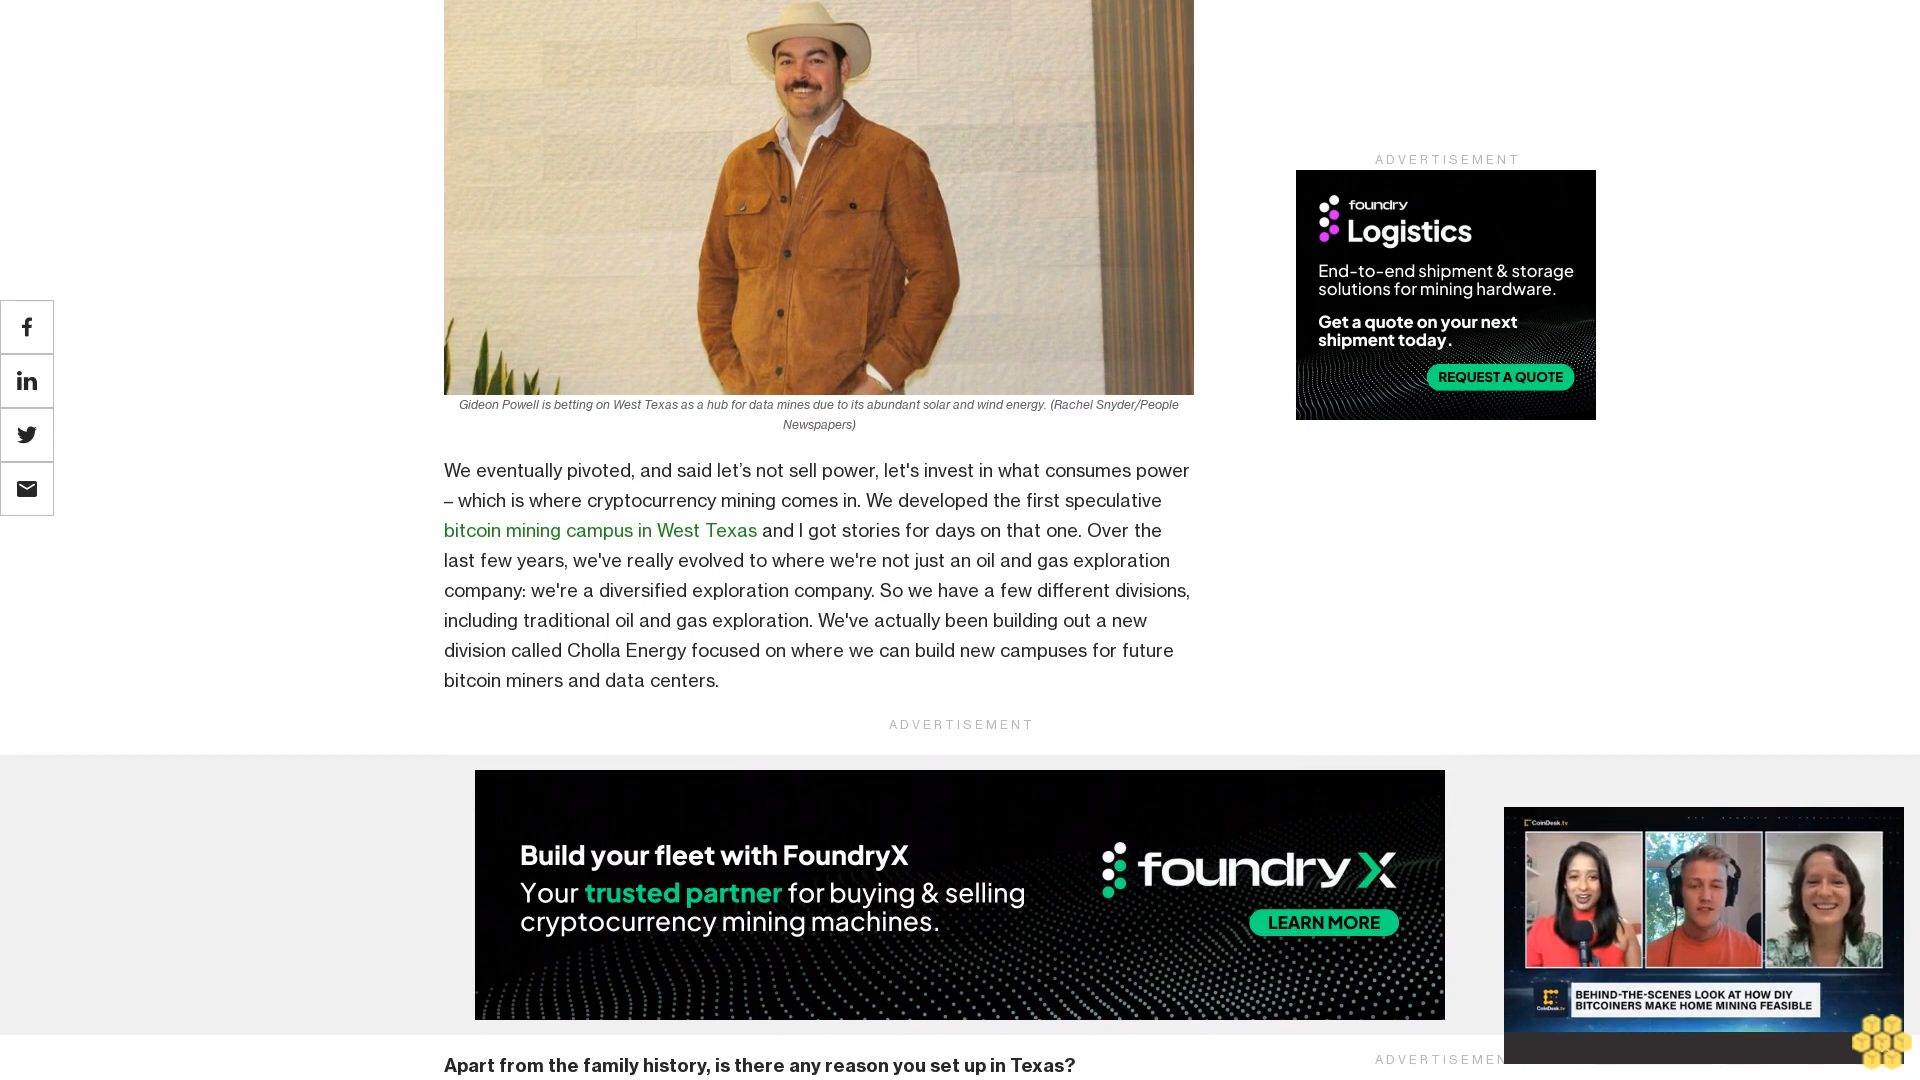 ADVERTISEMENT
foundry
Logistics
End-to-end shipment & storage
solutions for mining hardware.
Get a quote on your next
shipment today.
REQUEST A QUOTE
Gideon Powell is betting on West Texas as a hub for data mines due to its abundant solar and wind energy. (Rachel Snyder/People
Newspapers)
We eventually pivoted, and said let’s not sell power, let's invest in what consumes power
– which is where cryptocurrency mining comes in. We developed the first speculative
bitcoin mining campus in West Texas and I got stories for days on that one. Over the
last few years, we've really evolved to where we're not just an oil and gas exploration
company: we're a diversified exploration company. So we have a few different divisions,
including traditional oil and gas exploration. We've actually been building out a new
division called Cholla Energy focused on where we can build new campuses for future
bitcoin miners and data centers.
ADVERTISEMENT
Build your fleet with FoundryX
Your trusted partner for buying & selling
cryptocurrency mining machines.
foundry X
LEARN MORE
CoinDesk.tv
CoinDesk.tv
BEHIND-THE-SCENES LOOK AT HOW DIY
BITCOINERS MAKE HOME MINING FEASIBLE
Apart from the family history, is there any reason you set up in Texas?
ADVERTISEMEN